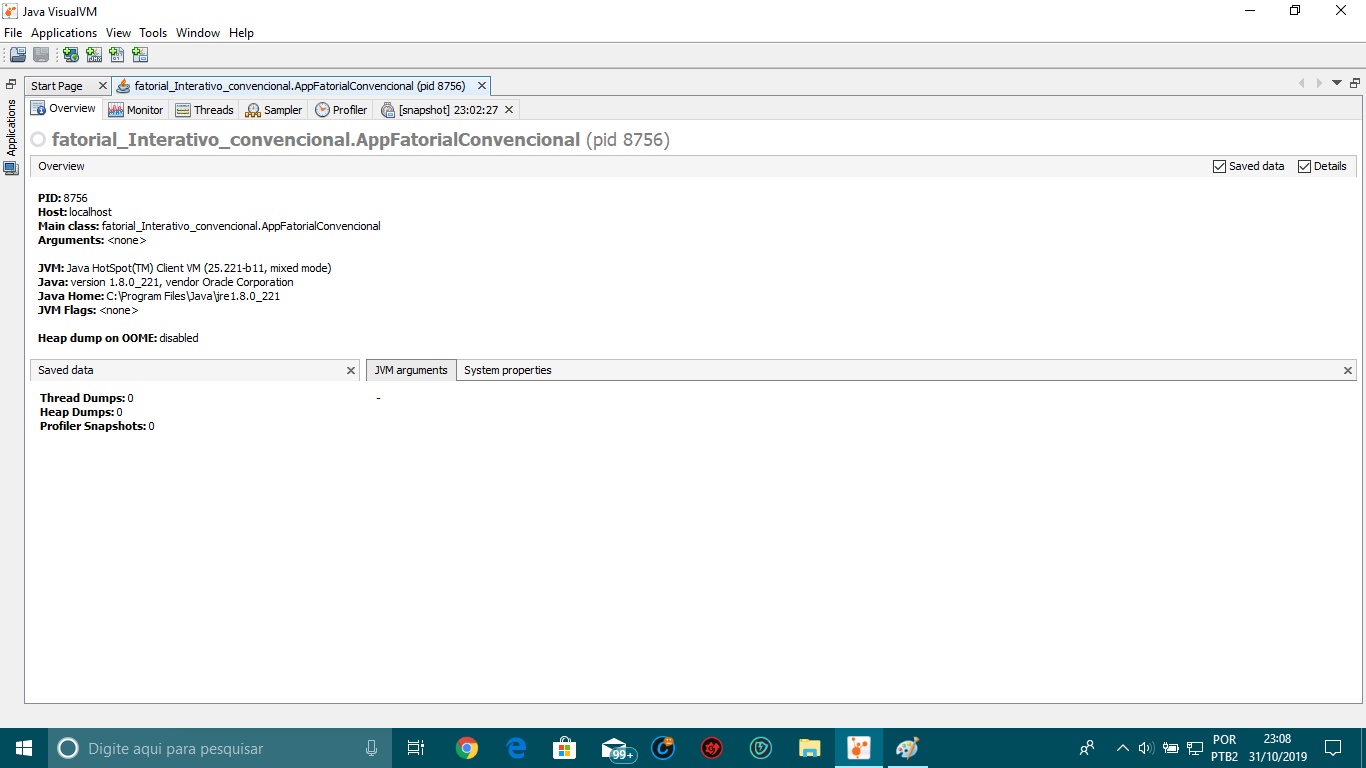 Java VisualVM
File Applications View Tools Window Help
Start Page
fatorial_Interativo_convencional.AppFatorialConvencional (pid 8756)
Applications
Overview
Monitor
Threads
Sampler
Profiler
[snapshot] 23:02:27
fatorial_Interativo_convencional.AppFatorialConvencional (pid 8756)
Overview
Saved data
Details
PID: 8756
Host: localhost
Main class: fatorial_Interativo_convencional.AppFatorialConvencional
Arguments: <none>
JVM: Java HotSpot(TM) Client VM (25.221-b11, mixed mode)
Java: version 1.8.0_221, vendor Oracle Corporation
Java Home: C:\Program Files\Java\jre1.8.0_221
JVM Flags: <none>
Heap dump on OOME: disabled
Saved data
JVM arguments
System properties
Thread Dumps: 0
Heap Dumps: 0
Profiler Snapshots: 0
-
Digite aqui para pesquisar
99+
POR
PTB2
23:08
31/10/2019